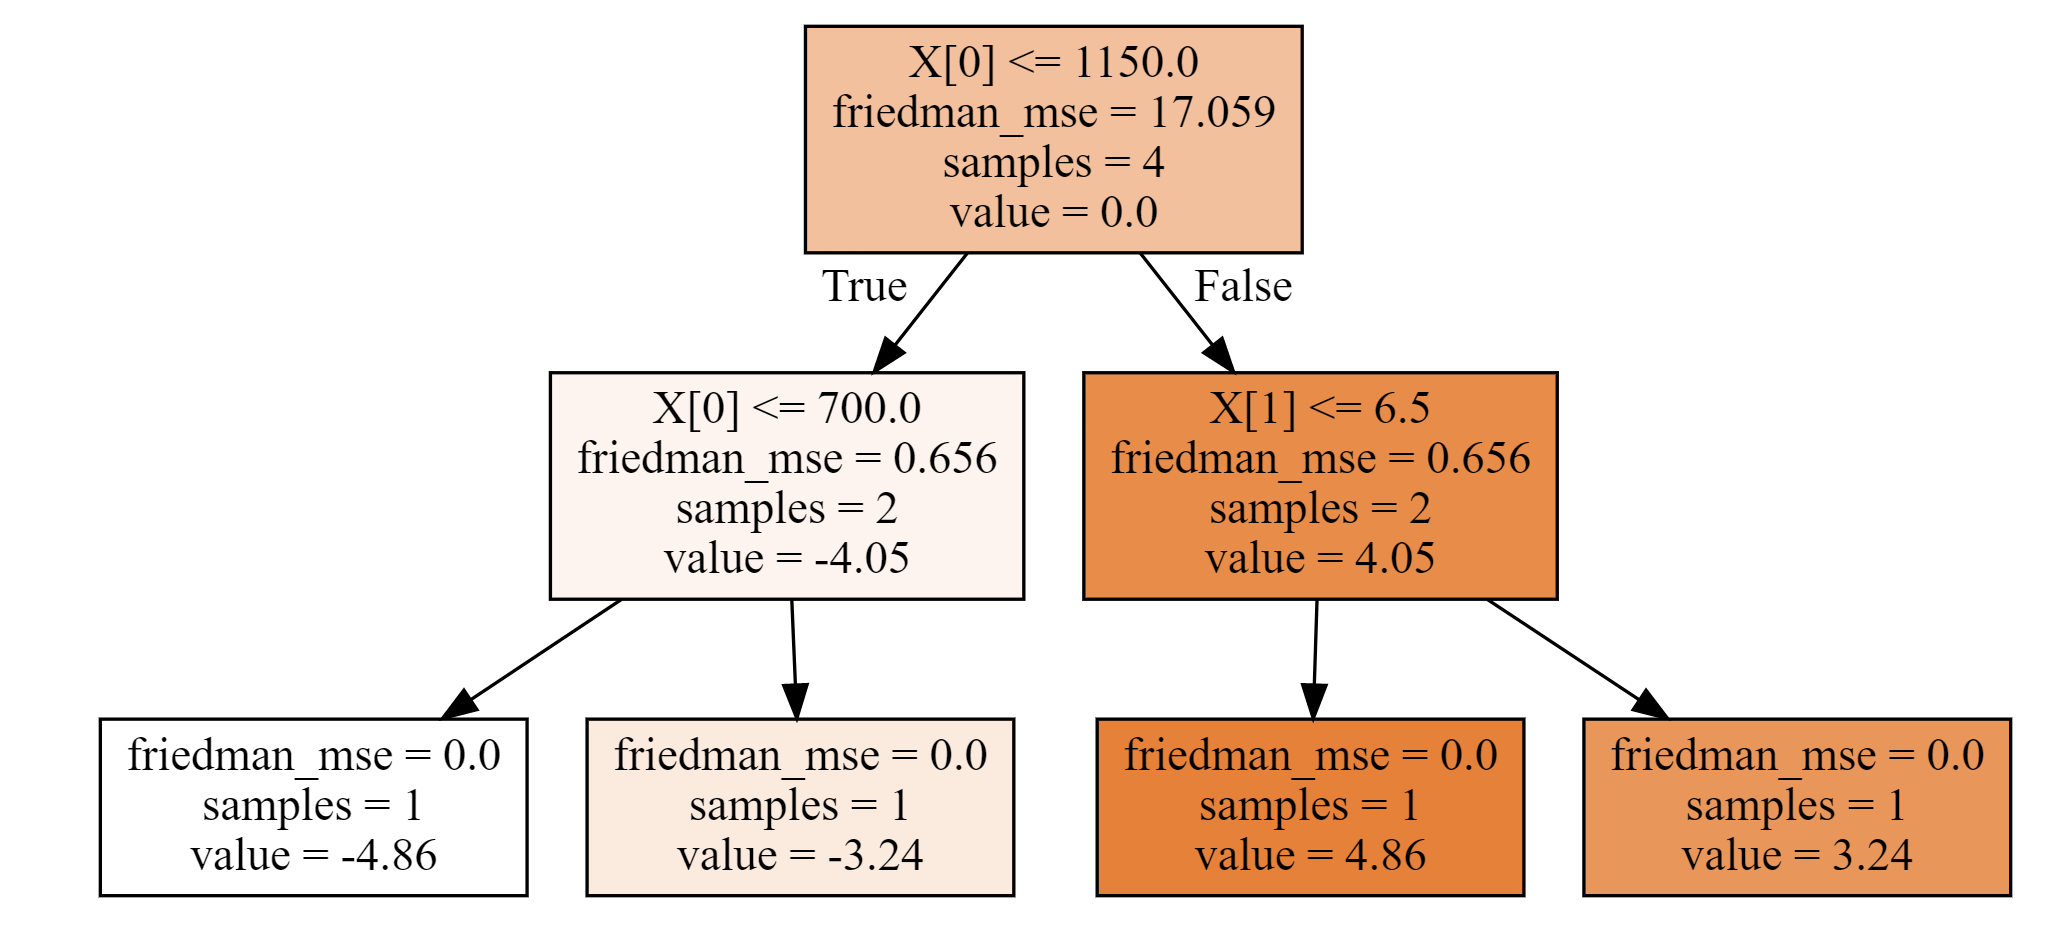 X[0] <= 1150.0
friedman_mse = 17.059
samples = 4
value = 0.0
True
False
X[0] <= 700.0
friedman_mse = 0.656
samples = 2
value = -4.05
X[1] <= 6.5
friedman_mse = 0.656
samples = 2
value = 4.05
friedman_mse = 0.0
samples = 1
value = -4.86
friedman_mse = 0.0
samples = 1
value = -3.24
friedman_mse = 0.0
samples = 1
value = 4.86
friedman_mse = 0.0
samples = 1
value = 3.24